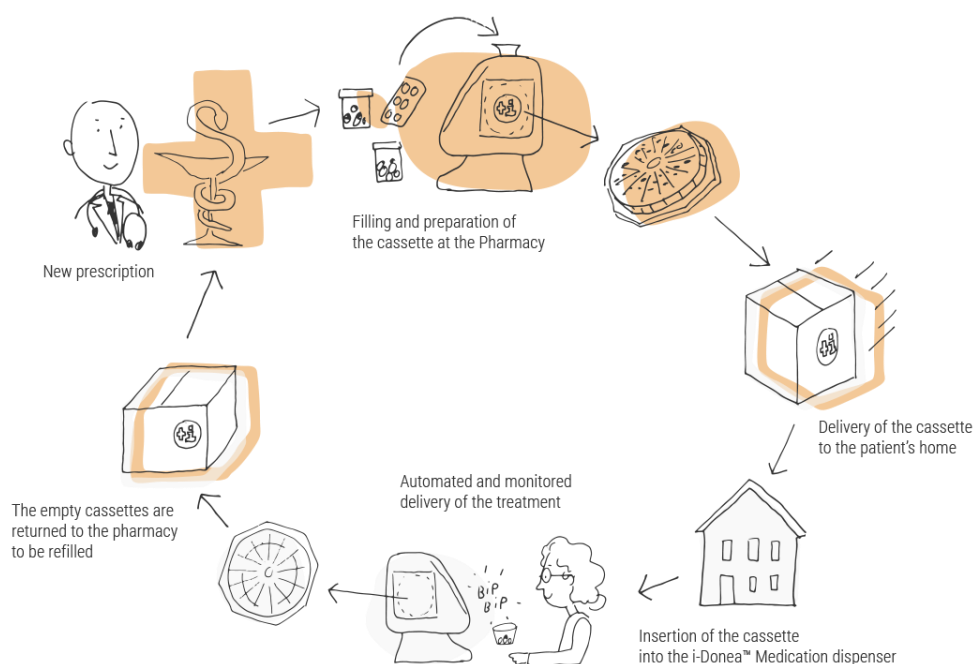 +i
Filling and preparation of
the cassette at the Pharmacy
New prescription
+i
Delivery of the cassette
to the patient's home
+i
Automated and monitored
delivery of the treatment
The empty cassettes are
returned to the pharmacy
to be refilled
BiP
BiP
Insertion of the cassette
into the i-Donea™ Medication dispenser